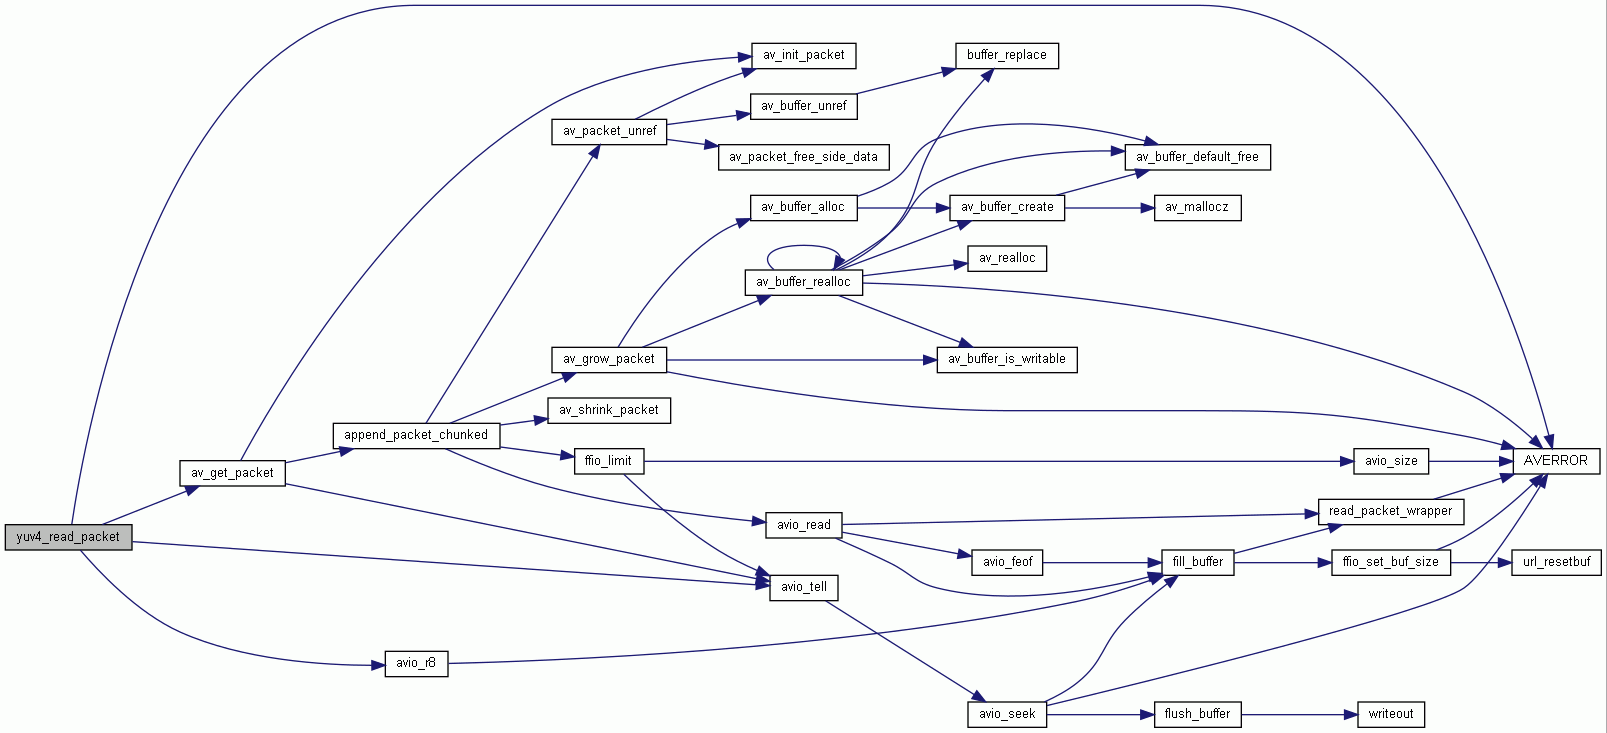 av_init_packet
buffer_replace
av_buffer_unref
av_packet_unref
av_packet_free_side_data
av_buffer_default_free
av_buffer_alloc
av_buffer_create
av_mallocz
av_realloc
av_buffer_realloc
av_grow_packet
av_buffer_is_writable
av_shrink_packet
append_packet_chunked
ffio_limit
avio_size
AVERROR
av_get_packet
read_packet_wrapper
avio_read
yuv4_read_packet
avio_feof
fill_buffer
ffio_set_buf_size
url_resetbuf
avio_tell
avio_r8
avio_seek
flush_buffer
writeout